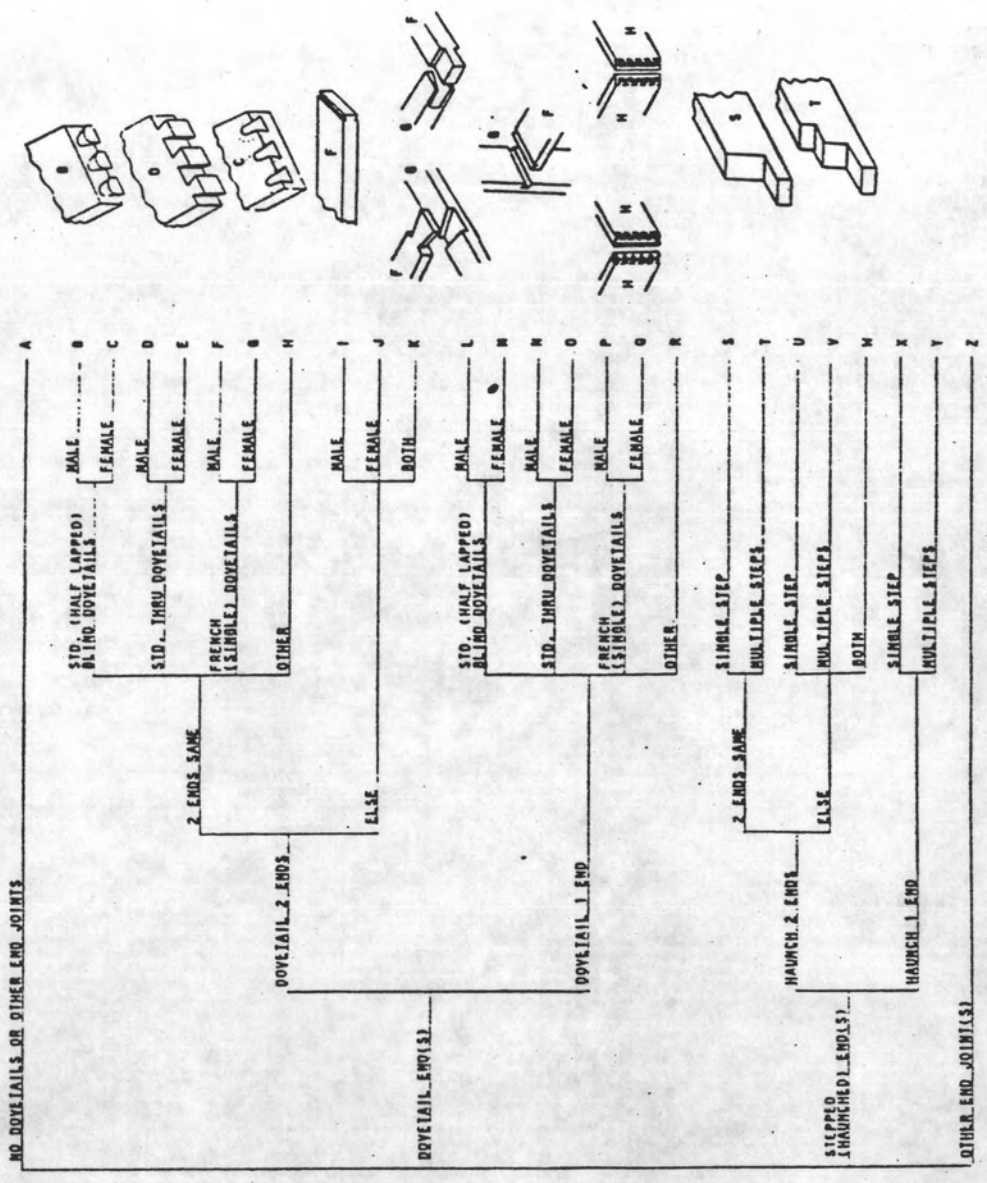 NO DOVETAILS OR OTHER END JOINTS A
DOVETAIL END(S)
DOVETAIL 2 ENDS
2 ENDS SAME
STD. (HALF LAPPED)
BLIND DOVETAILS
MALE B
FEMALE C
STD. THRU DOVETAILS
MALE D
FEMALE E
FRENCH
(SINGLE) DOVETAILS
MALE F
FEMALE G
OTHER H
ELSE
MALE I
FEMALE J
BOTH K
DOVETAIL 1 END
STD. (HALF LAPPED)
BLIND DOVETAILS
MALE L
FEMALE M
STD. THRU DOVETAILS
MALE N
FEMALE O
FRENCH
(SINGLE) DOVETAILS
MALE P
FEMALE Q
OTHER R
STEPPED
(HAUNCHED) END(S)
HAUNCH 2 ENDS
2 ENDS SAME
SINGLE STEP S
MULTIPLE STEPS T
ELSE
SINGLE STEP U
MULTIPLE STEPS V
BOTH W
HAUNCH 1 END
SINGLE STEP X
MULTIPLE STEPS Y
OTHER END JOINT(S) Z
B
D
C
F
F
G
G
F
G
F
H
H
H
H
S
T